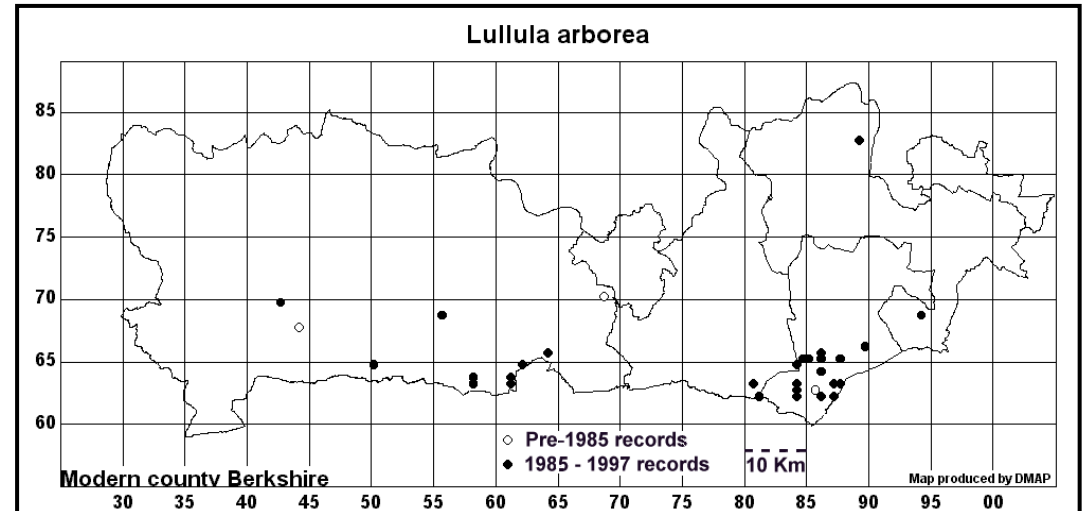 Lullula arborea
85
80
75
70
65
60
Pre-1985 records
1985 - 1997 records
10 Km
Modern county Berkshire
Map produced by DMAP
30 35 40 45 50 55 60 65 70 75 80 85 90 95 00